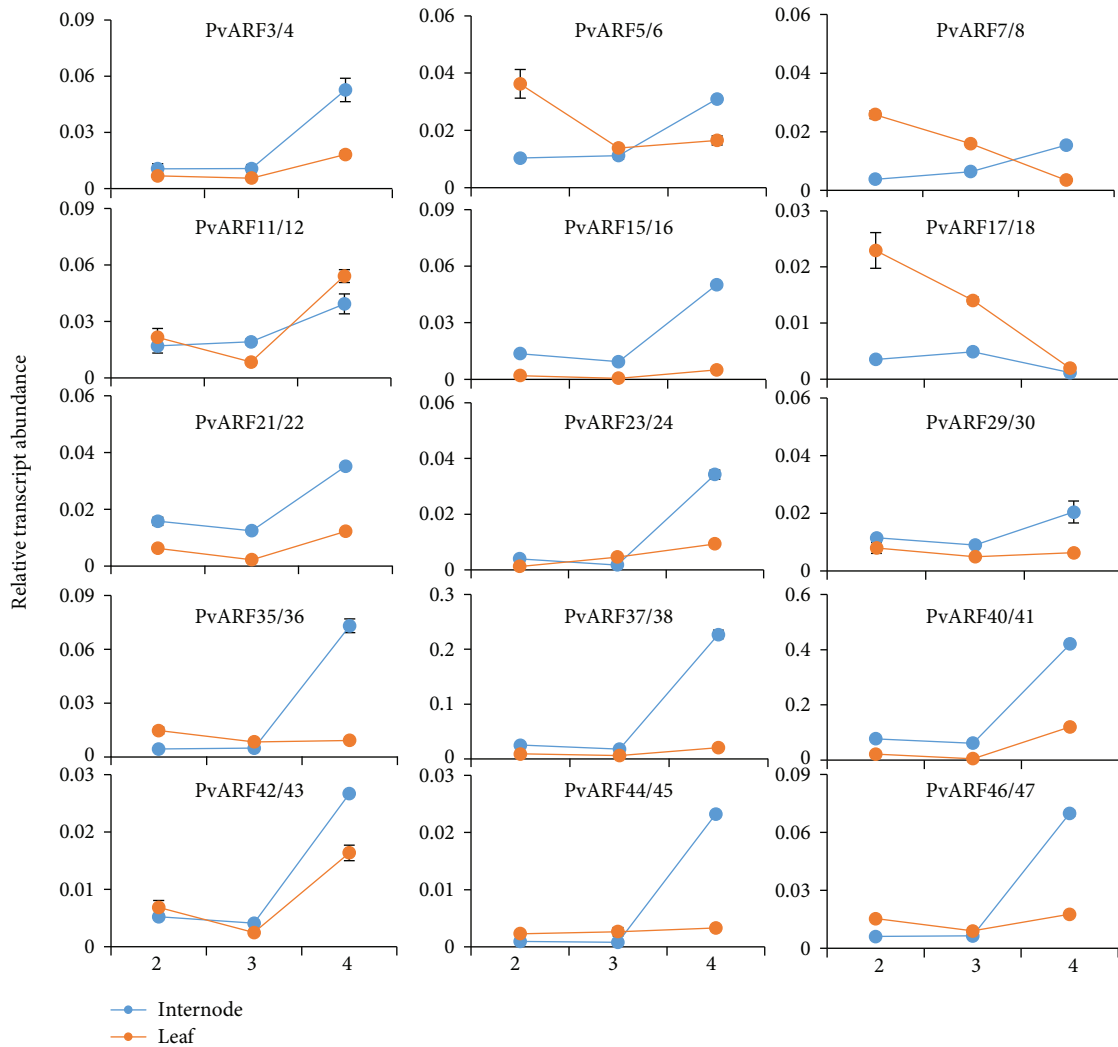 Relative transcript abundance
PvARF3/4
0.09
0.06
0.03
0
PvARF5/6
0.06
0.04
0.02
0
PvARF7/8
0.06
0.04
0.02
0
PvARF11/12
0.09
0.06
0.03
0
PvARF15/16
0.09
0.06
0.03
0
PvARF17/18
0.03
0.02
0.01
0
PvARF21/22
0.06
0.04
0.02
0
PvARF23/24
0.06
0.04
0.02
0
PvARF29/30
0.06
0.04
0.02
0
PvARF35/36
0.09
0.06
0.03
0
PvARF37/38
0.3
0.2
0.1
0
PvARF40/41
0.6
0.4
0.2
0
PvARF42/43
0.03
0.02
0.01
0
2 3 4
PvARF44/45
0.03
0.02
0.01
0
2 3 4
PvARF46/47
0.09
0.06
0.03
0
2 3 4
Internode
Leaf